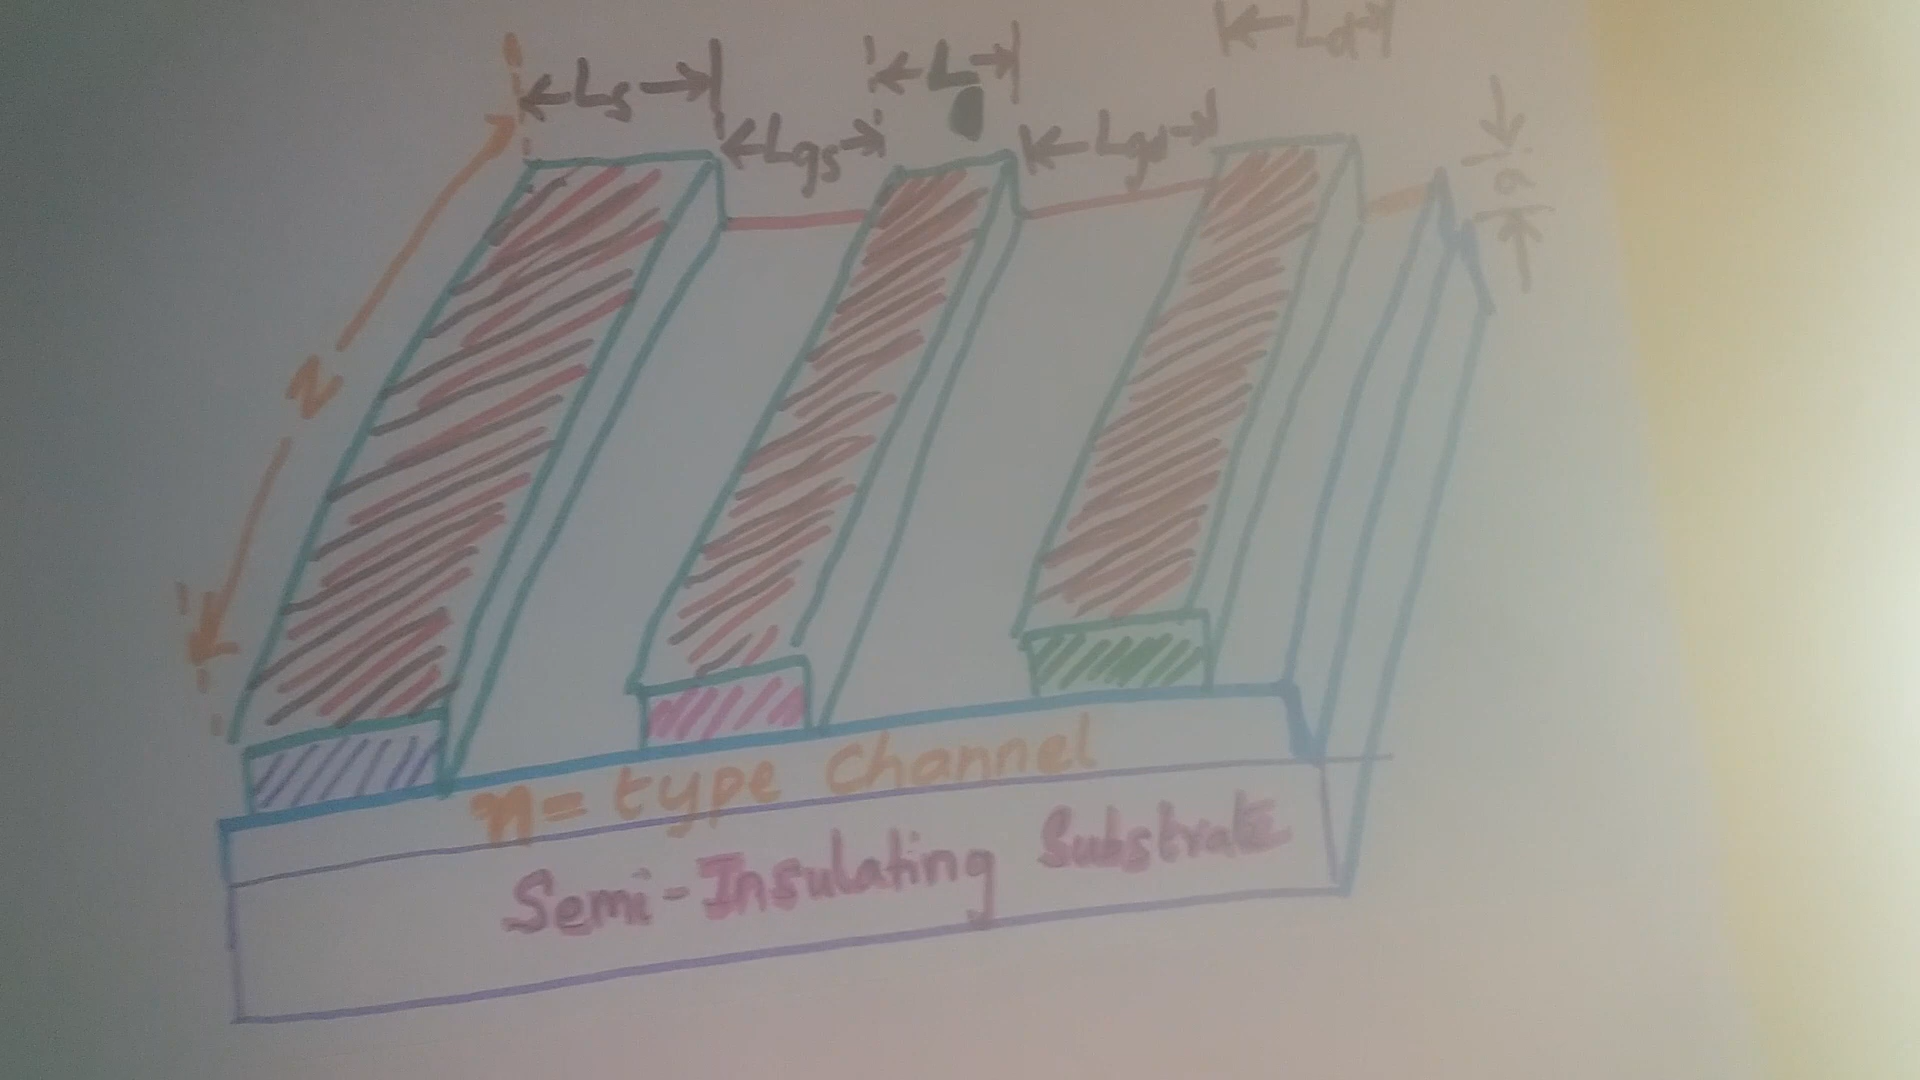 Ls
L
Ld
Lgs
Lgd
a
Z
n= type Channel
Semi-Insulating Substrate